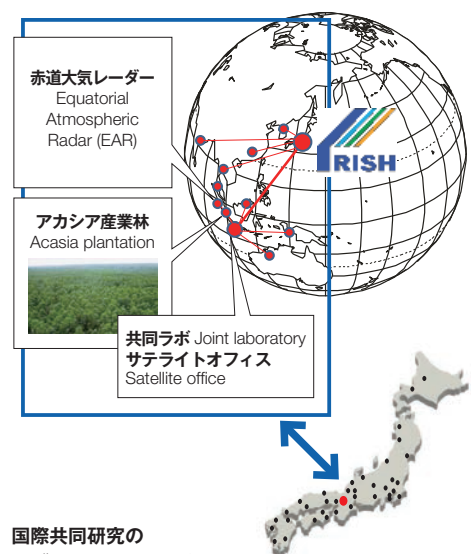 赤道大気レーダー
Equatorial
Atmospheric
Radar (EAR)
RISH
アカシア産業林
Acasia plantation
共同ラボ Joint laboratory
サテライトオフィス
Satellite office
国際共同研究の